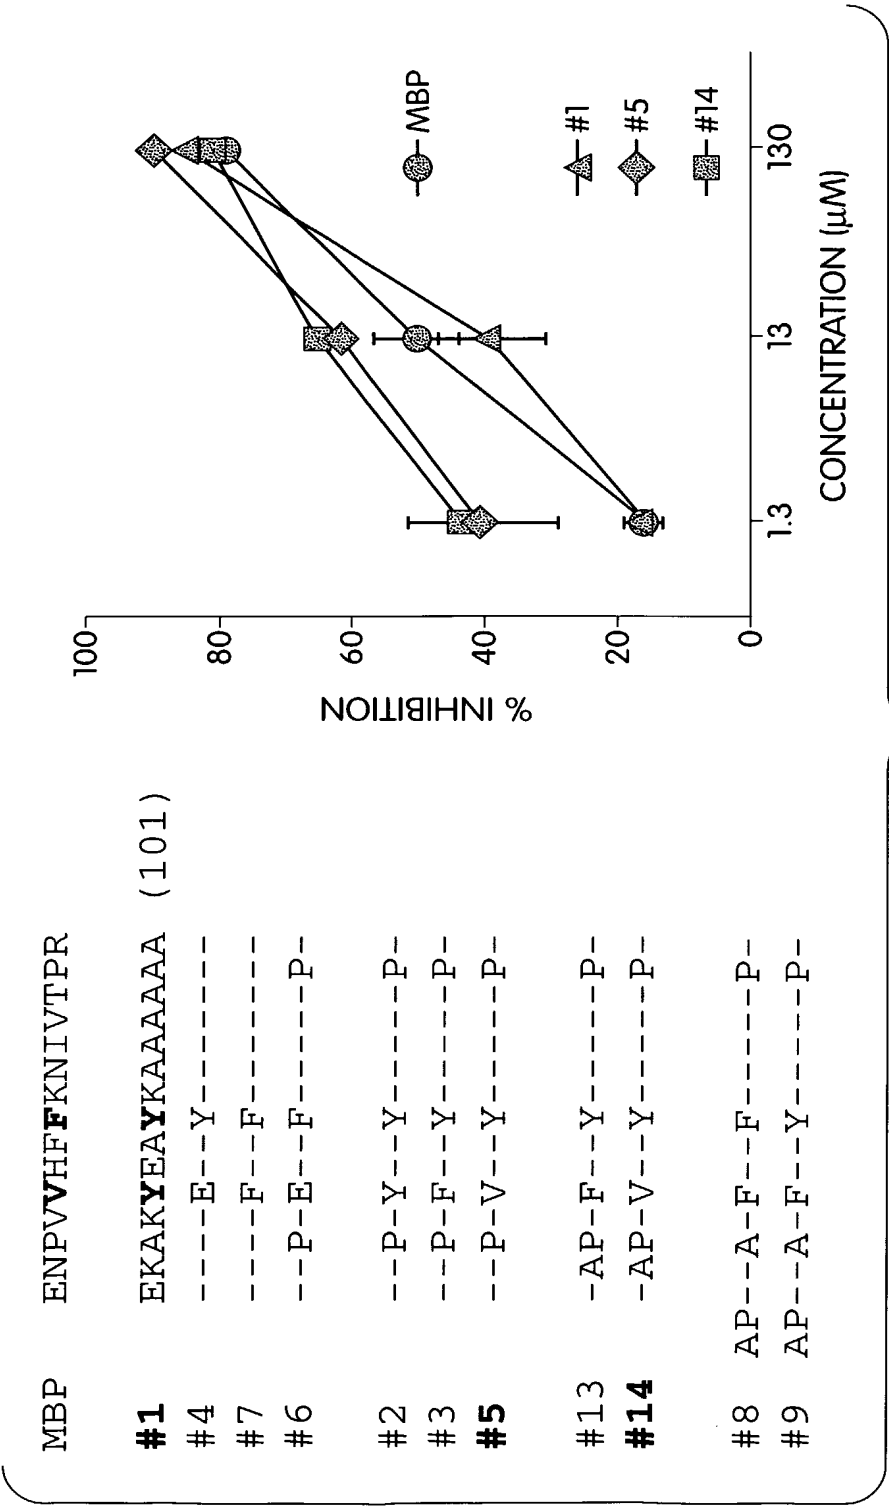 MBP ENPVVHFFKNIVTPR
#1 EKAKYEAYKAAAAAA (101)
#4 ----E--Y-------
#7 ----F--F-------
#6 --P-E--F-----P-
#2 --P-Y--Y-----P-
#3 --P-F--Y-----P-
#5 --P-V--Y-----P-
#13 -AP-F--Y-----P-
#14 -AP-V--Y-----P-
#8 AP--A-F--F-----P-
#9 AP--A-F--Y-----P-
% INHIBITION
100
80
60
40
20
0
MBP
#1
#5
#14
1.3 13 130
CONCENTRATION (µM)